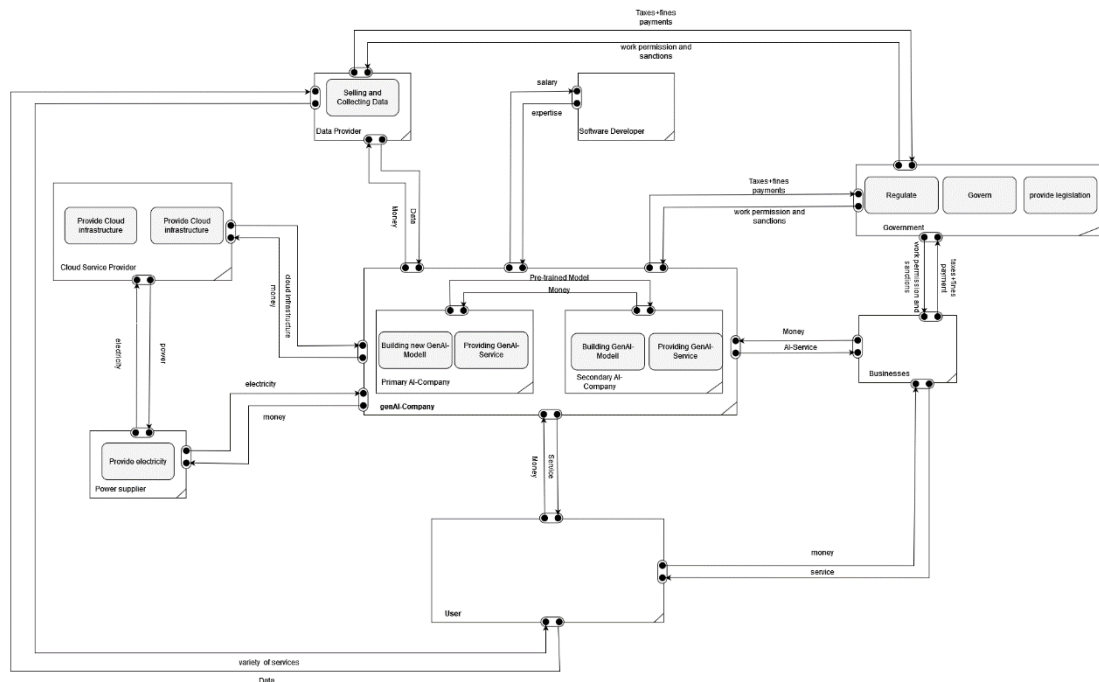 Taxes+fines
payments
work permission and
sanctions
Selling and
Collecting Data
Data Provider
salary
expertise
Software Developer
Taxes+fines
payments
work permission and
sanctions
Regulate
Govern
provide legislation
Government
Provide Cloud
infrastructure
Provide Cloud
infrastructure
Cloud Service Provider
Money
Data
cloud infrastructure
money
Pre-trained Model
Money
Building new GenAI-
Modell
Providing GenAI-
Service
Primary AI-Company
Building GenAI-
Modell
Providing GenAI-
Service
Secondary AI-
Company
genAI-Company
work permission and
sanctions
taxes+fines
payment
Money
AI-Service
Businesses
electricity
power
electricity
money
Provide electricity
Power supplier
Money
Service
User
money
service
variety of services
Data